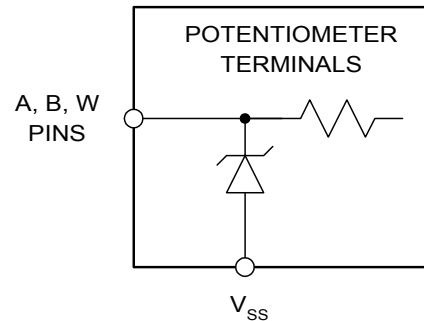 POTENTIOMETER
TERMINALS
A, B, W
PINS
VSS